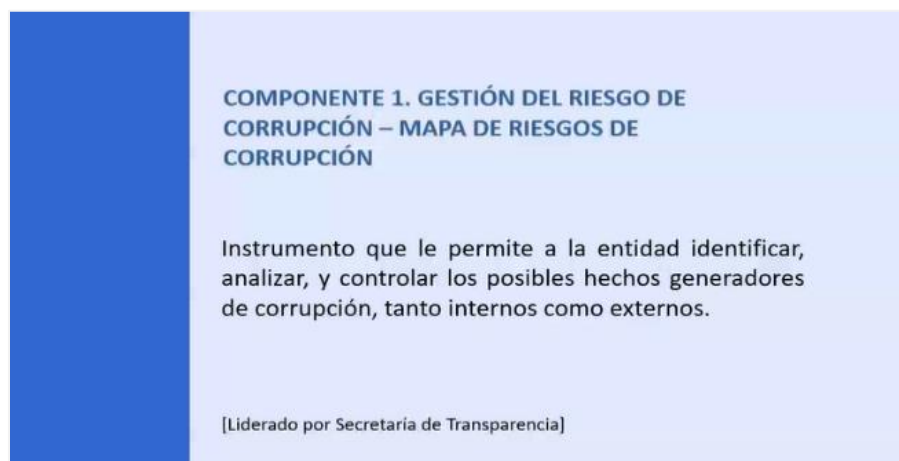 COMPONENTE 1. GESTIÓN DEL RIESGO DE
CORRUPCIÓN – MAPA DE RIESGOS DE
CORRUPCIÓN
Instrumento que le permite a la entidad identificar,
analizar, y controlar los posibles hechos generadores
de corrupción, tanto internos como externos.
[Liderado por Secretaría de Transparencia]